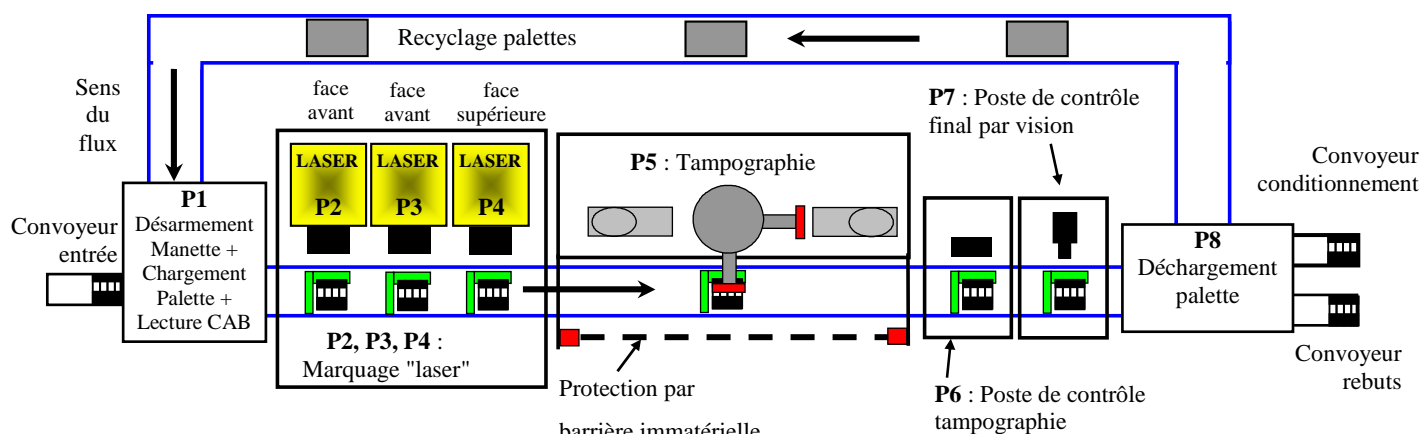 Recyclage palettes
Sens
du
flux
face
avant
face
avant
face
supérieure
P7 : Poste de contrôle
final par vision
LASER
P2
LASER
P3
LASER
P4
P5 : Tampographie
Convoyeur
conditionnement
P1
Désarmement
Manette +
Chargement
Palette +
Lecture CAB
Convoyeur
entrée
P8
Déchargement
palette
P2, P3, P4 :
Marquage "laser"
Protection par
barrière immatérielle
P6 : Poste de contrôle
tampographie
Convoyeur
rebuts